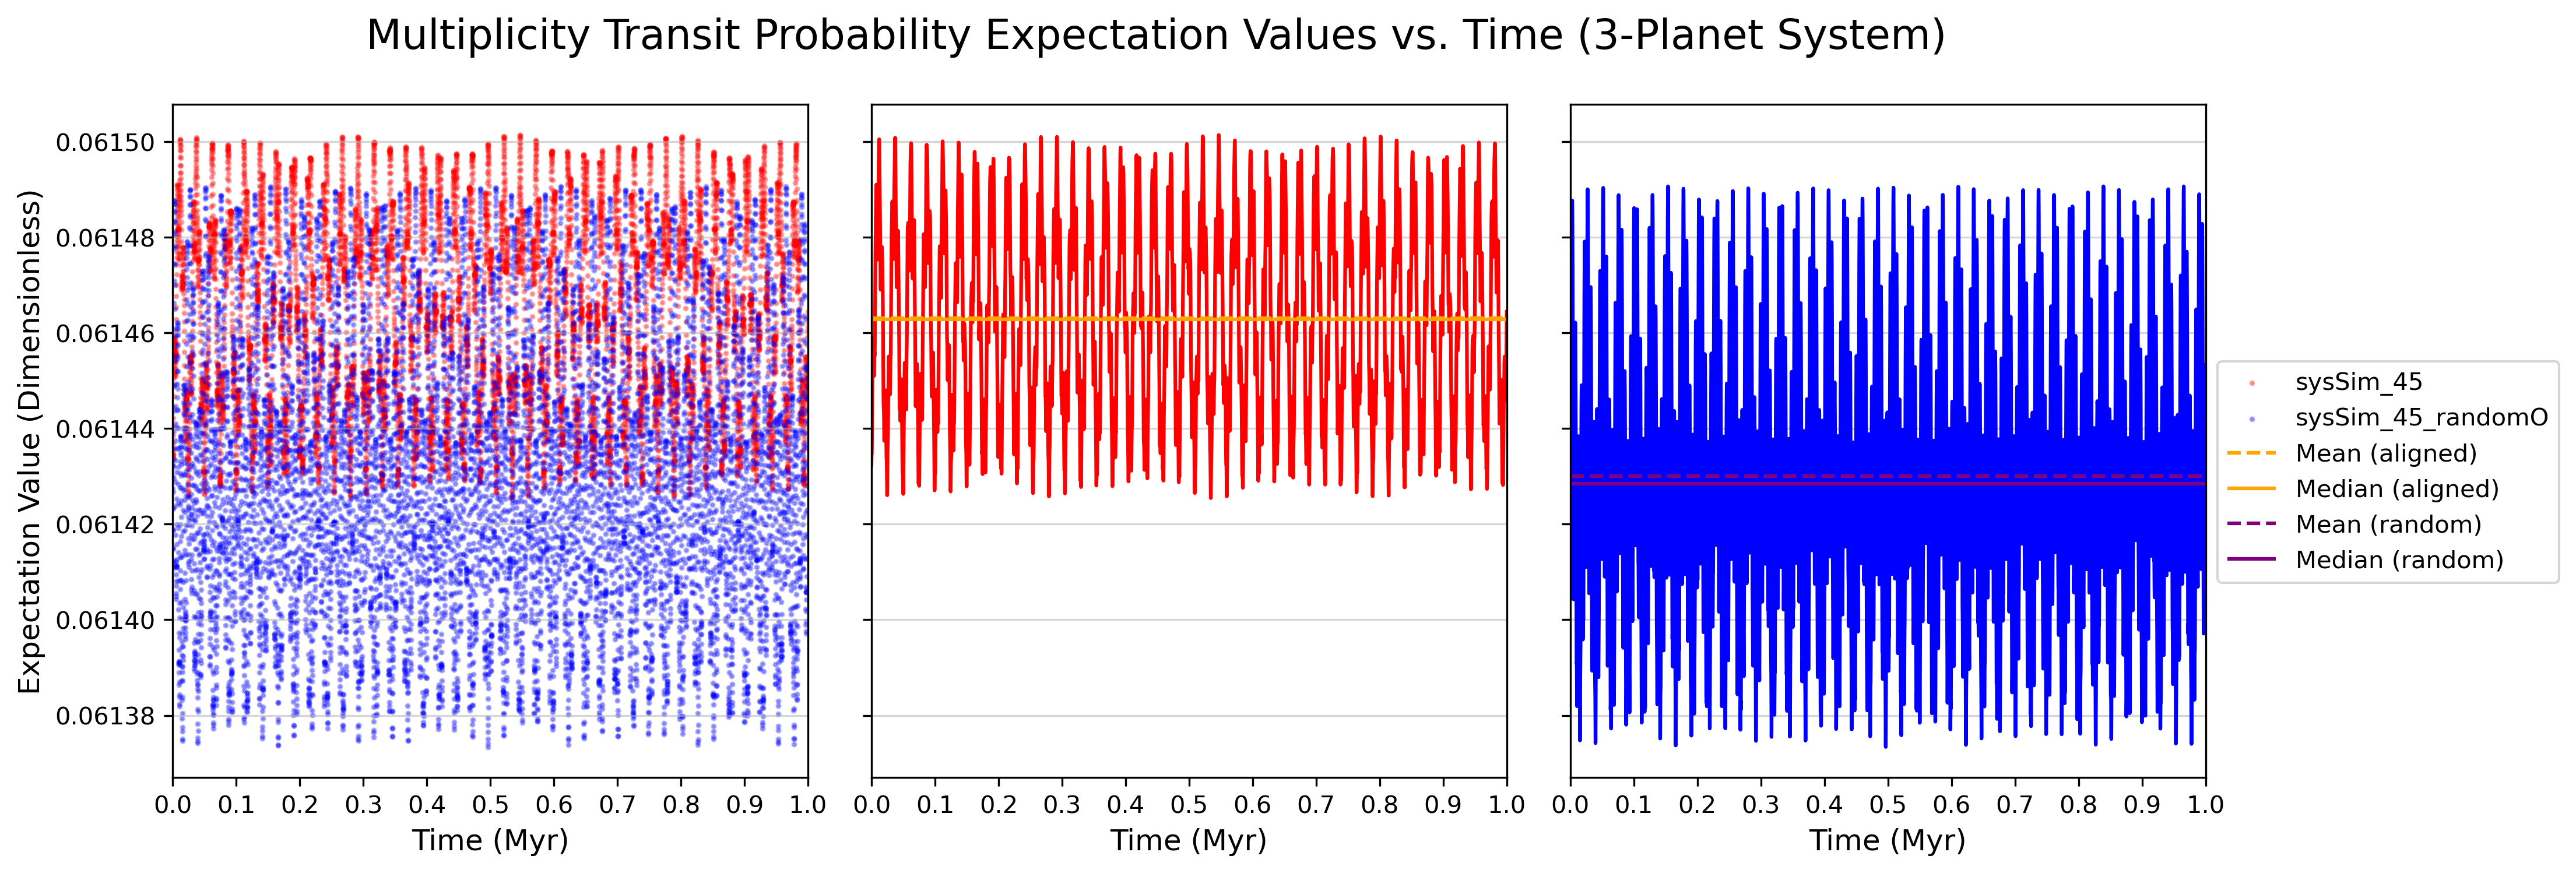 Multiplicity Transit Probability Expectation Values vs. Time (3-Planet System)
Expectation Value (Dimensionless)
0.06150
0.06148
0.06146
0.06144
0.06142
0.06140
0.06138
0.0 0.1 0.2 0.3 0.4 0.5 0.6 0.7 0.8 0.9 1.0
Time (Myr)
0.0 0.1 0.2 0.3 0.4 0.5 0.6 0.7 0.8 0.9 1.0
Time (Myr)
0.0 0.1 0.2 0.3 0.4 0.5 0.6 0.7 0.8 0.9 1.0
Time (Myr)
sysSim_45
sysSim_45_randomO
Mean (aligned)
Median (aligned)
Mean (random)
Median (random)